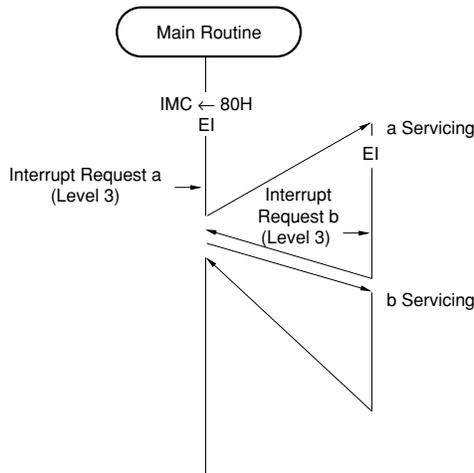 Main Routine
IMC ← 80H
EI
a Servicing
EI
Interrupt Request a
(Level 3)
Interrupt
Request b
(Level 3)
b Servicing